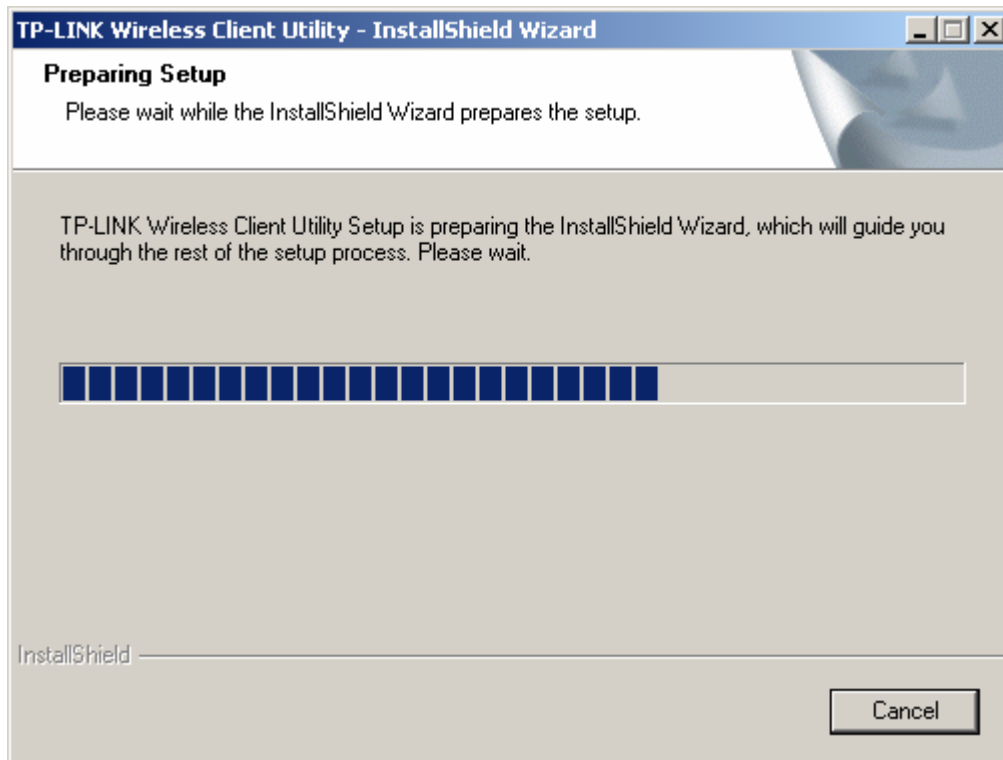 TP-LINK Wireless Client Utility - InstallShield Wizard
Preparing Setup
Please wait while the InstallShield Wizard prepares the setup.
TP-LINK Wireless Client Utility Setup is preparing the InstallShield Wizard, which will guide you
through the rest of the setup process. Please wait.
InstallShield
Cancel